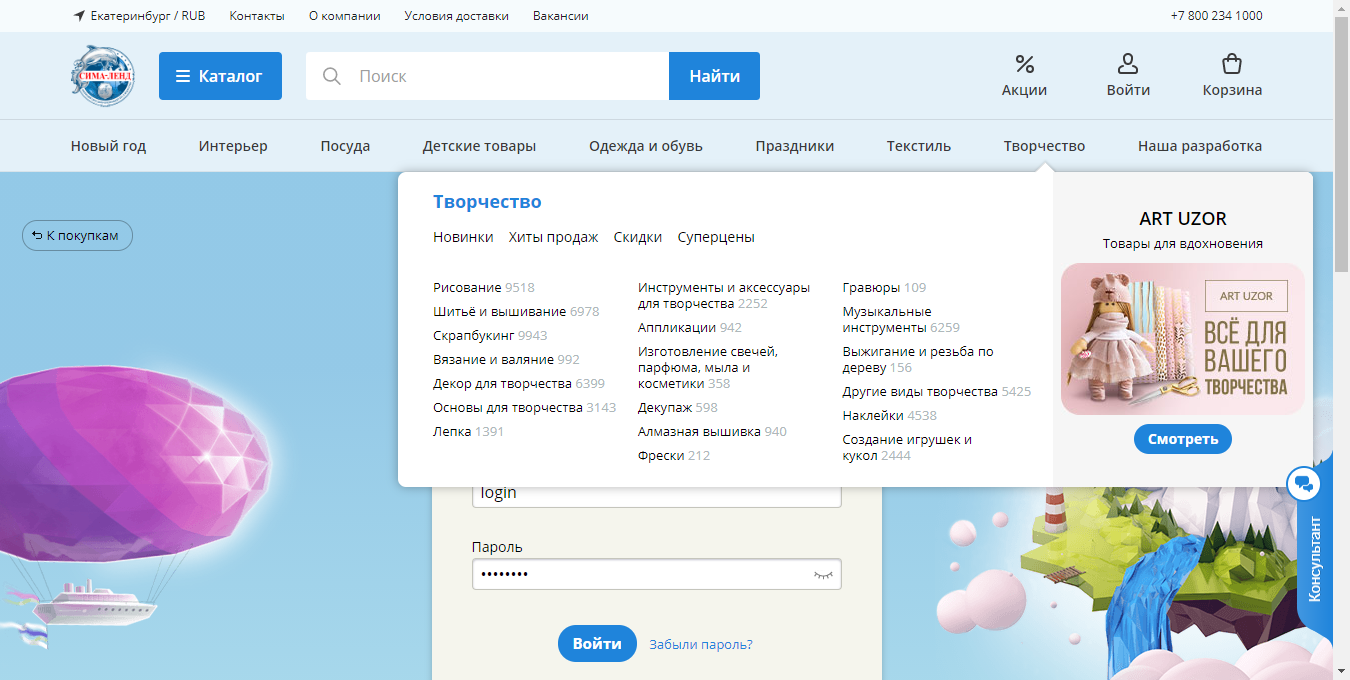 Екатеринбург / RUB Контакты О компании Условия доставки Вакансии +7 800 234 1000
СИМА-ЛЕНД
Каталог Поиск Найти Акции Войти Корзина
Новый год Интерьер Посуда Детские товары Одежда и обувь Праздники Текстиль Творчество Наша разработка
К покупкам
Творчество
Новинки Хиты продаж Скидки Суперцены
Рисование 9518
Шитьё и вышивание 6978
Скрапбукинг 9943
Вязание и валяние 992
Декор для творчества 6399
Основы для творчества 3143
Лепка 1391
Инструменты и аксессуары
для творчества 2252
Аппликации 942
Изготовление свечей,
парфюма, мыла и
косметики 358
Декупаж 598
Алмазная вышивка 940
Фрески 212
Гравюры 109
Музыкальные
инструменты 6259
Выжигание и резьба по
дереву 156
Другие виды творчества 5425
Наклейки 4538
Создание игрушек и
кукол 2444
ART UZOR
Товары для вдохновения
ART UZOR
ВСЁ ДЛЯ
ВАШЕГО
ТВОРЧЕСТВА
Смотреть
Консультант
login
Пароль
••••••••
Войти Забыли пароль?